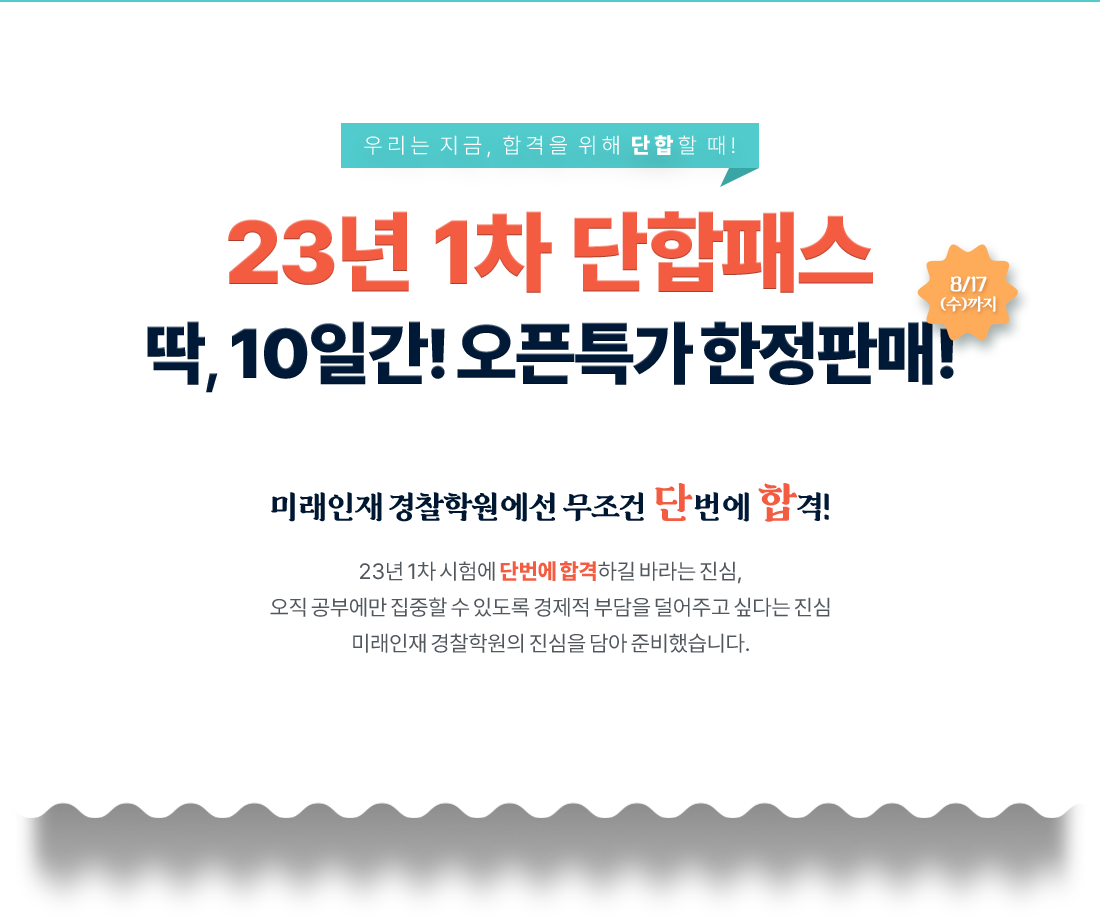 우리는 지금, 합격을 위해 단합할 때!
23년 1차 단합패스
8/17
(수)까지
딱, 10일간! 오픈특가 한정판매!
미래인재 경찰학원에선 무조건 단번에 합격!
23년 1차 시험에 단번에 합격하길 바라는 진심,
오직 공부에만 집중할 수 있도록 경제적 부담을 덜어주고 싶다는 진심
미래인재 경찰학원의 진심을 담아 준비했습니다.